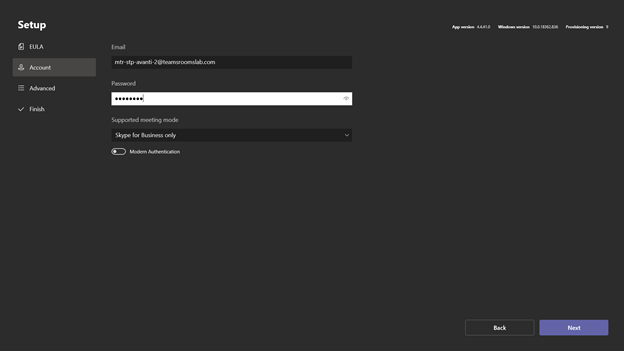 Setup
App version 4.4.41.0 Windows version 10.0.18362.836 Provisioning version 9
EULA
Account
Advanced
Finish
Email
mtr-stp-avanti-2@teamsroomslab.com
Password
••••••••
Supported meeting mode
Skype for Business only
Modern Authentication
Back
Next